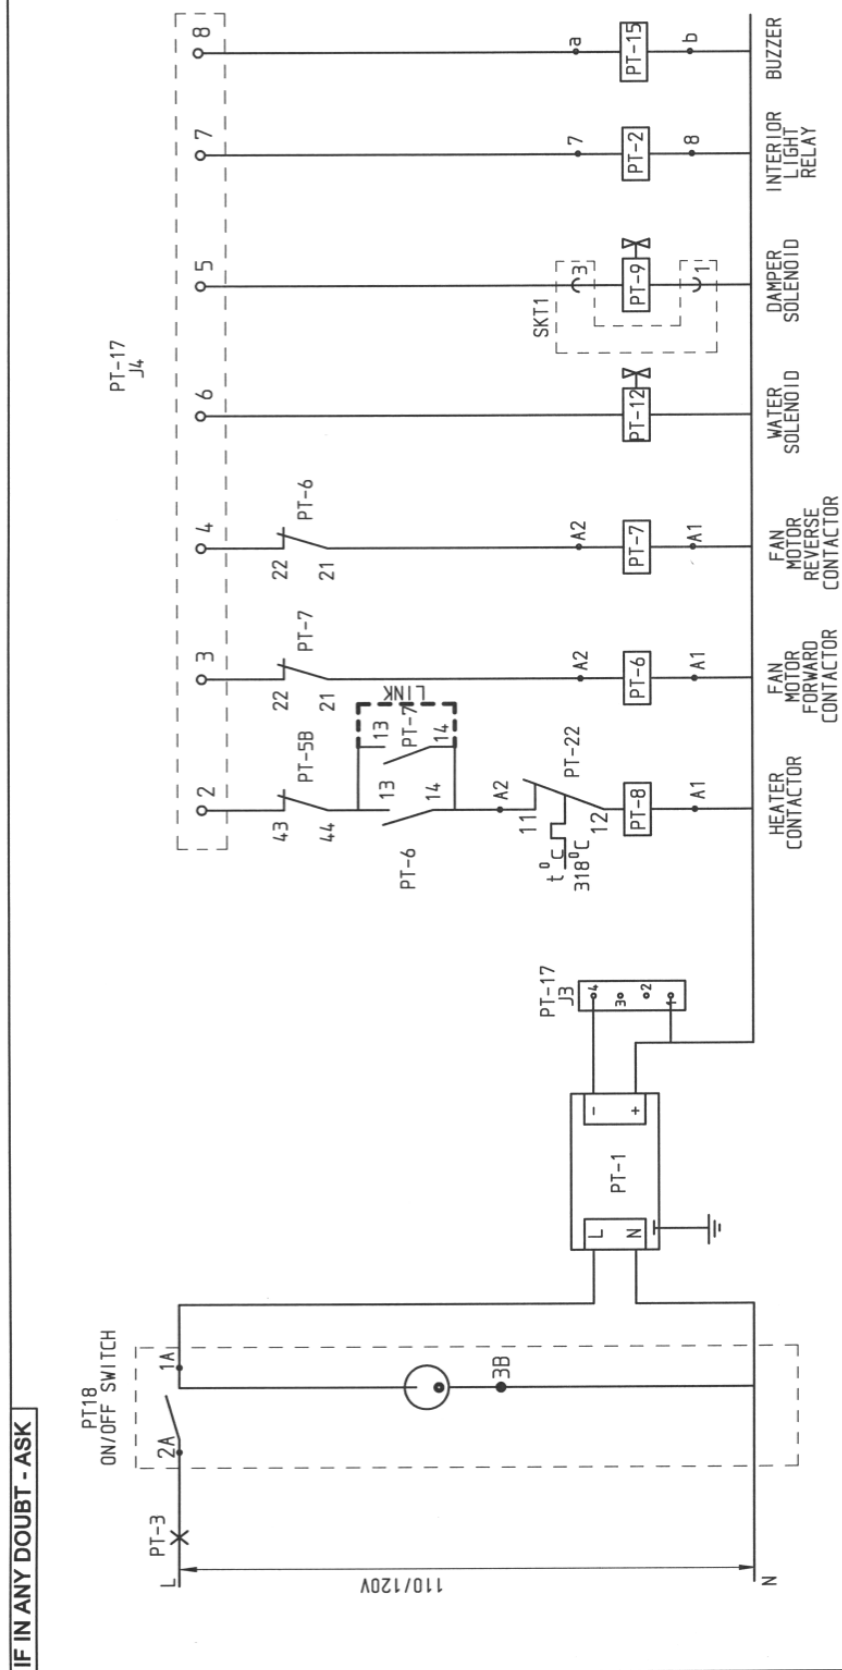 IF IN ANY DOUBT - ASK
L
110/120V
N
PT-3
PT18
ON/OFF SWITCH
2A
1A
3B
L
N
PT-1
-
+
PT-17
J3
4
3
2
1
PT-17
J4
2
3
4
6
5
7
8
43
44
PT-5B
13
14
PT-6
13
14
PT-7
LINK
A2
11
12
PT-22
t°C
318°C
PT-8
A1
HEATER
CONTACTOR
22
21
PT-7
A2
PT-6
A1
FAN
MOTOR
FORWARD
CONTACTOR
22
21
PT-6
A2
PT-7
A1
FAN
MOTOR
REVERSE
CONTACTOR
PT-12
WATER
SOLENOID
SKT1
3
PT-9
1
DAMPER
SOLENOID
7
PT-2
8
INTERIOR
LIGHT
RELAY
a
PT-15
b
BUZZER